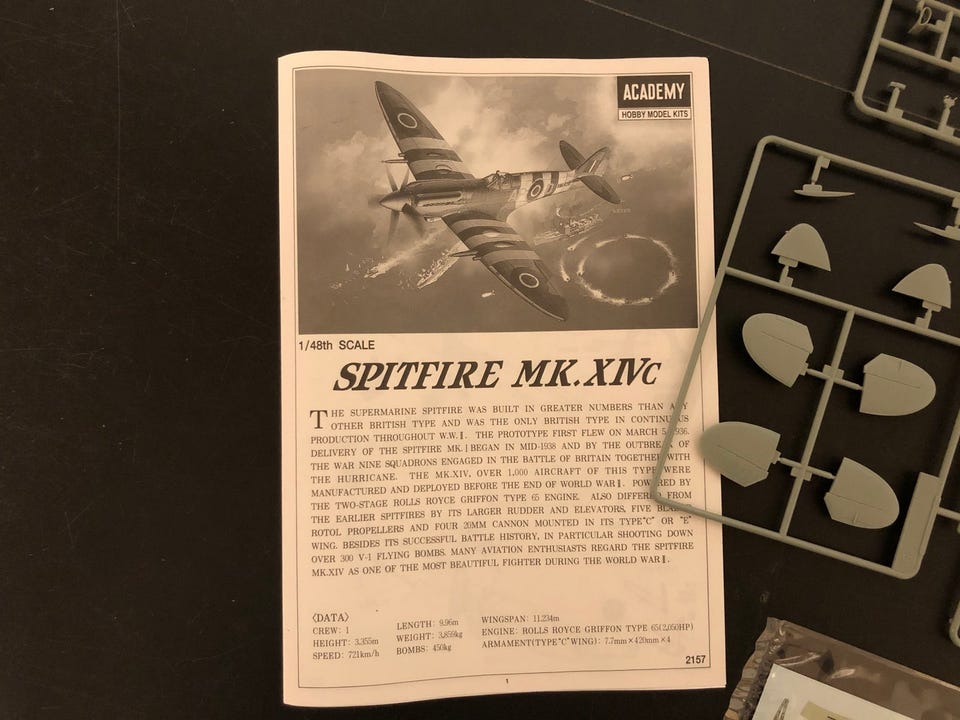 ACADEMY
HOBBY MODEL KITS
1/48th SCALE
SPITFIRE MK.XIVC
THE SUPERMARINE SPITFIRE WAS BUILT IN GREATER NUMBERS THAN ANY
OTHER BRITISH TYPE AND WAS THE ONLY BRITISH TYPE IN CONTINUOUS
PRODUCTION THROUGHOUT W.W.Ⅱ. THE PROTOTYPE FIRST FLEW ON MARCH 5, 1936.
DELIVERY OF THE SPITFIRE MK.Ⅰ BEGAN IN MID-1938 AND BY THE OUTBREAK OF
THE WAR NINE SQUADRONS ENGAGED IN THE BATTLE OF BRITAIN TOGETHER WITH
THE HURRICANE. THE MK.XIV, OVER 1,000 AIRCRAFT OF THIS TYPE WERE
MANUFACTURED AND DEPLOYED BEFORE THE END OF WORLD WARⅡ. POWERED BY
THE TWO-STAGE ROLLS ROYCE GRIFFON TYPE 65 ENGINE. ALSO DIFFERS FROM
THE EARLIER SPITFIRES BY ITS LARGER RUDDER AND ELEVATORS, FIVE BLADE
ROTOL PROPELLERS AND FOUR 20MM CANNON MOUNTED IN ITS TYPE"C" OR "E"
WING. BESIDES ITS SUCCESSFUL BATTLE HISTORY, IN PARTICULAR SHOOTING DOWN
OVER 300 V-1 FLYING BOMBS. MANY AVIATION ENTHUSIASTS REGARD THE SPITFIRE
MK.XIV AS ONE OF THE MOST BEAUTIFUL FIGHTER DURING THE WORLD WARⅡ.
〈DATA〉
CREW: 1
HEIGHT: 3.355m
SPEED: 721km/h
LENGTH: 9.96m
WEIGHT: 3,859kg
BOMBS: 450kg
WINGSPAN: 11.234m
ENGINE: ROLLS ROYCE GRIFFON TYPE 65(2,050HP)
ARMAMENT(TYPE"C"WING): 7.7mm×420mm×4
2157
1